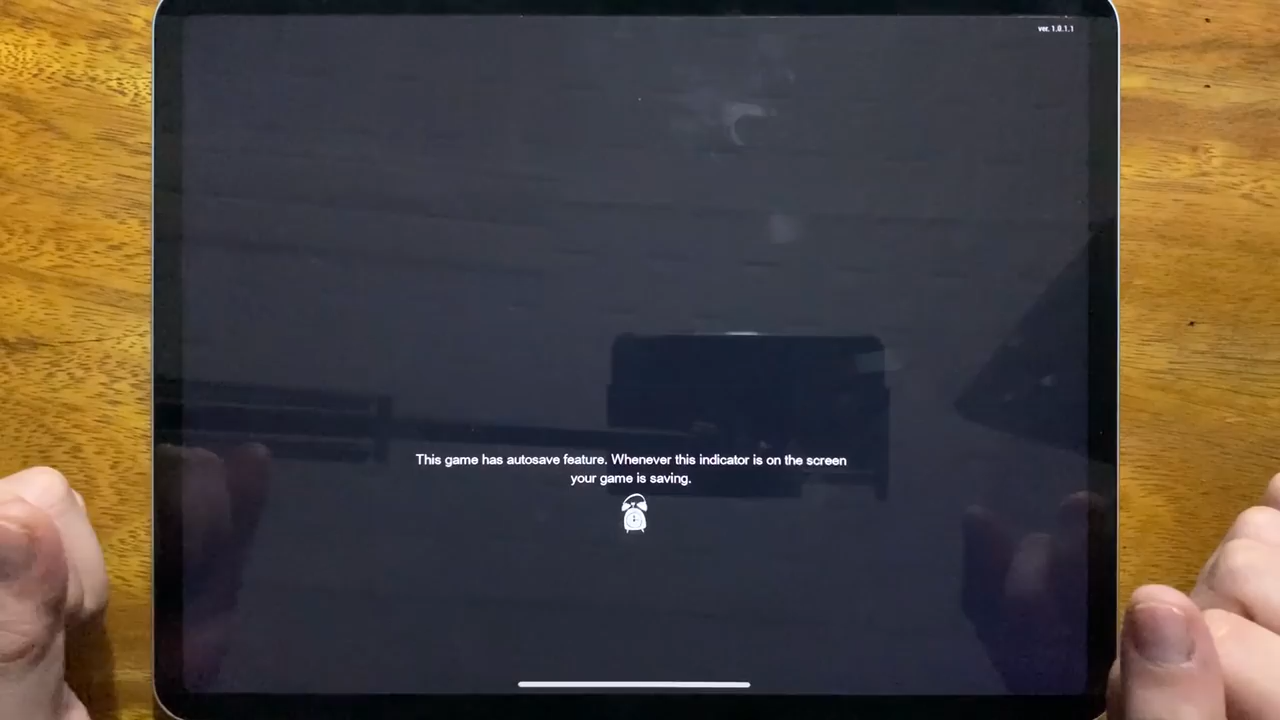 ver. 1.0.1.1
This game has autosave feature. Whenever this indicator is on the screen
your game is saving.